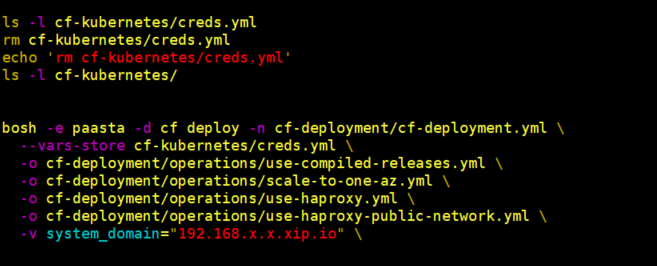 ls -l cf-kubernetes/creds.yml
rm cf-kubernetes/creds.yml
echo 'rm cf-kubernetes/creds.yml'
ls -l cf-kubernetes/
bosh -e paasta -d cf deploy -n cf-deployment/cf-deployment.yml \
--vars-store cf-kubernetes/creds.yml \
-o cf-deployment/operations/use-compiled-releases.yml \
-o cf-deployment/operations/scale-to-one-az.yml \
-o cf-deployment/operations/use-haproxy.yml \
-o cf-deployment/operations/use-haproxy-public-network.yml \
-v system_domain="192.168.x.x.xip.io" \